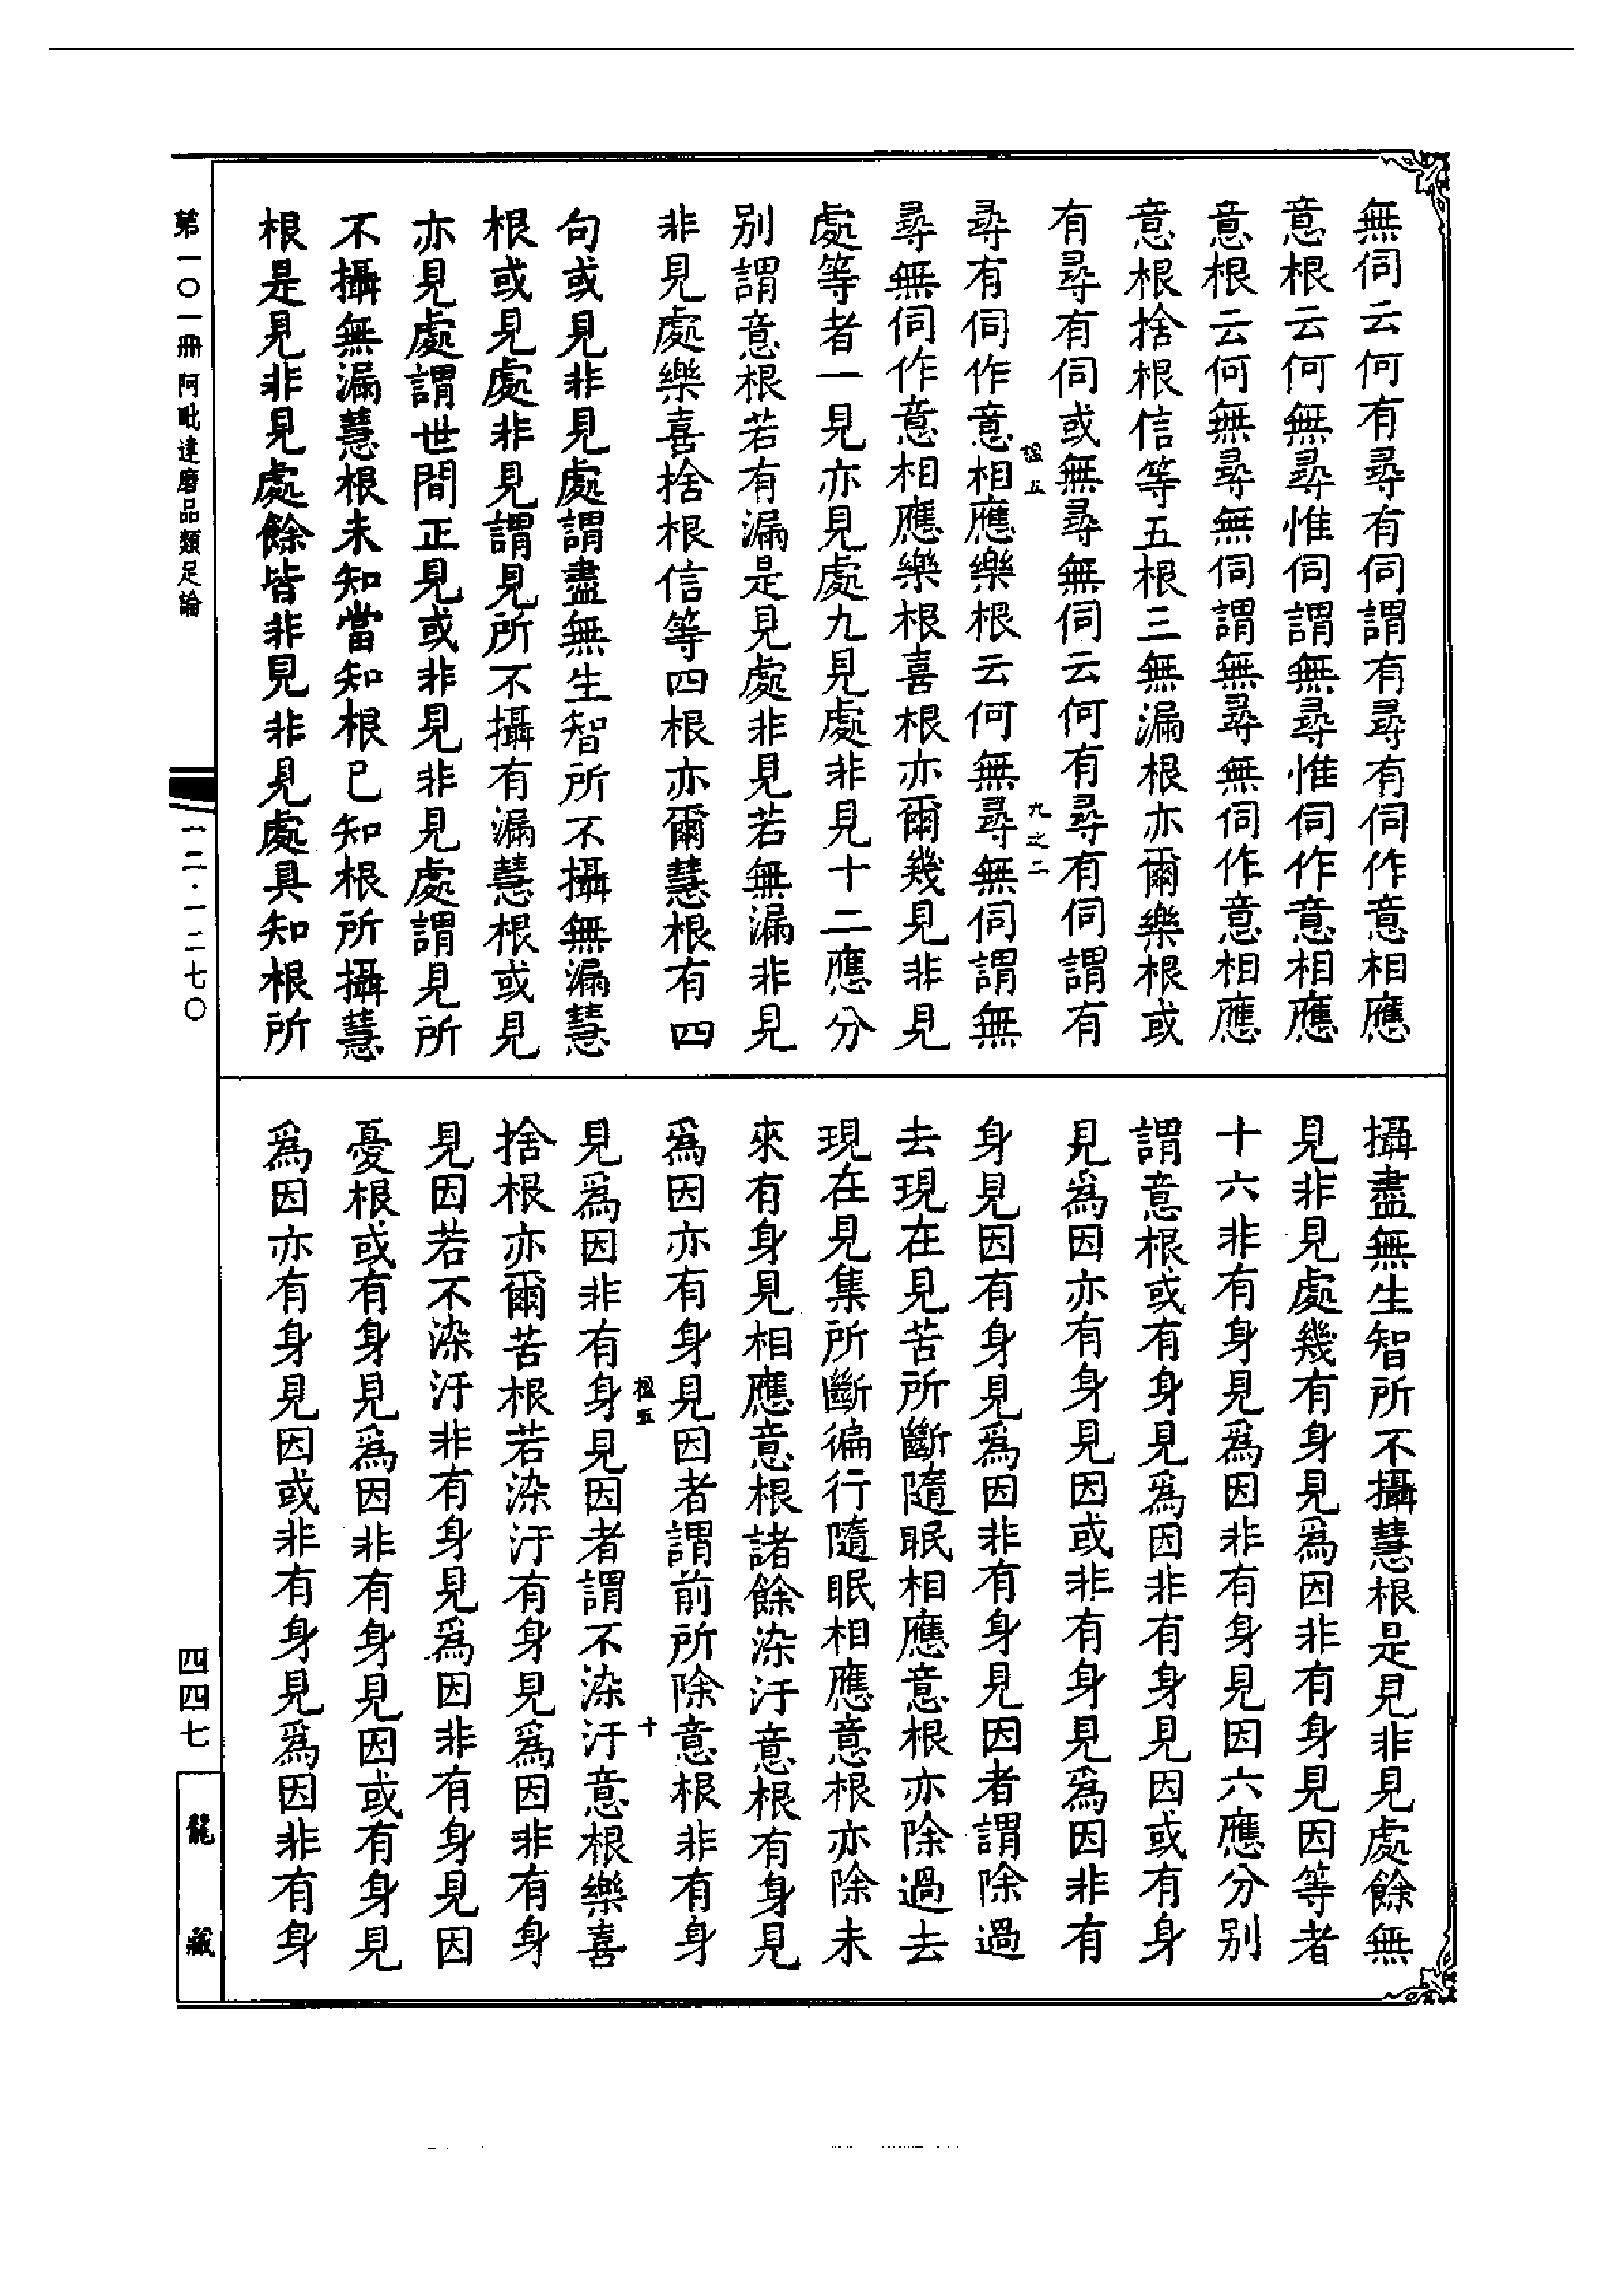 無伺云何有尋有伺謂有尋有伺作意相應
意根云何無尋惟伺謂無尋惟伺作意相應
意根云何無尋無伺謂無尋無伺作意相應
意根捨根信等五根三無漏根亦爾樂根或
有尋有伺或無尋無伺云何有尋有伺謂有
尋有伺作意相應樂根云何無尋無伺謂無
尋無伺作意相應樂根喜根亦爾幾見非見
處等者一見亦見處九見處非見十二應分
別謂意根若有漏是見處非見若無漏非見
非見處樂喜捨根信等四根亦爾慧根有四
句或見非見處謂盡無生智所不攝無漏慧
根或見處非見謂見所不攝有漏慧根或見
亦見處謂世間正見或非見非見處謂見所
不攝無漏慧根未知當知根已知根所攝慧
根是見非見處餘皆非見非見處具知根所
攝盡無生智所不攝慧根是見非見處餘無
見非見處幾有身見爲因非有身見因等者
十六非有身見爲因非有身見因六應分別
謂意根或有身見爲因非有身見因或有身
見爲因亦有身見因或非有身見爲因非有
身見因有身見爲因非有身見因者謂除過
去現在見苦所斷隨眠相應意根亦除過去
現在見集所斷徧行隨眠相應意根亦除未
來有身見相應意根諸餘染汙意根有身見
爲因亦有身見因者謂前所除意根非有身
見爲因非有身見因者謂不染汙意根樂喜
捨根亦爾苦根若染汙有身見爲因非有身
見因若不染汙非有身見爲因非有身見因
憂根或有身見爲因非有身見因或有身見
爲因亦有身見因或非有身見爲因非有身
九之二
十
第一〇一冊 阿毗達磨品類足論
一二·一二七〇
四四七
龍藏